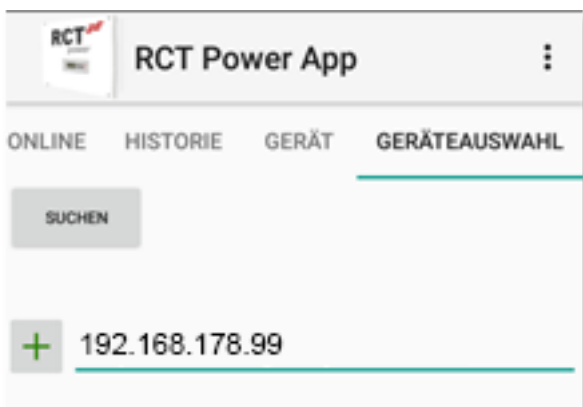 RCT
RCT Power App
ONLINE HISTORIE GERÄT GERÄTEAUSWAHL
SUCHEN
+ 192.168.178.99